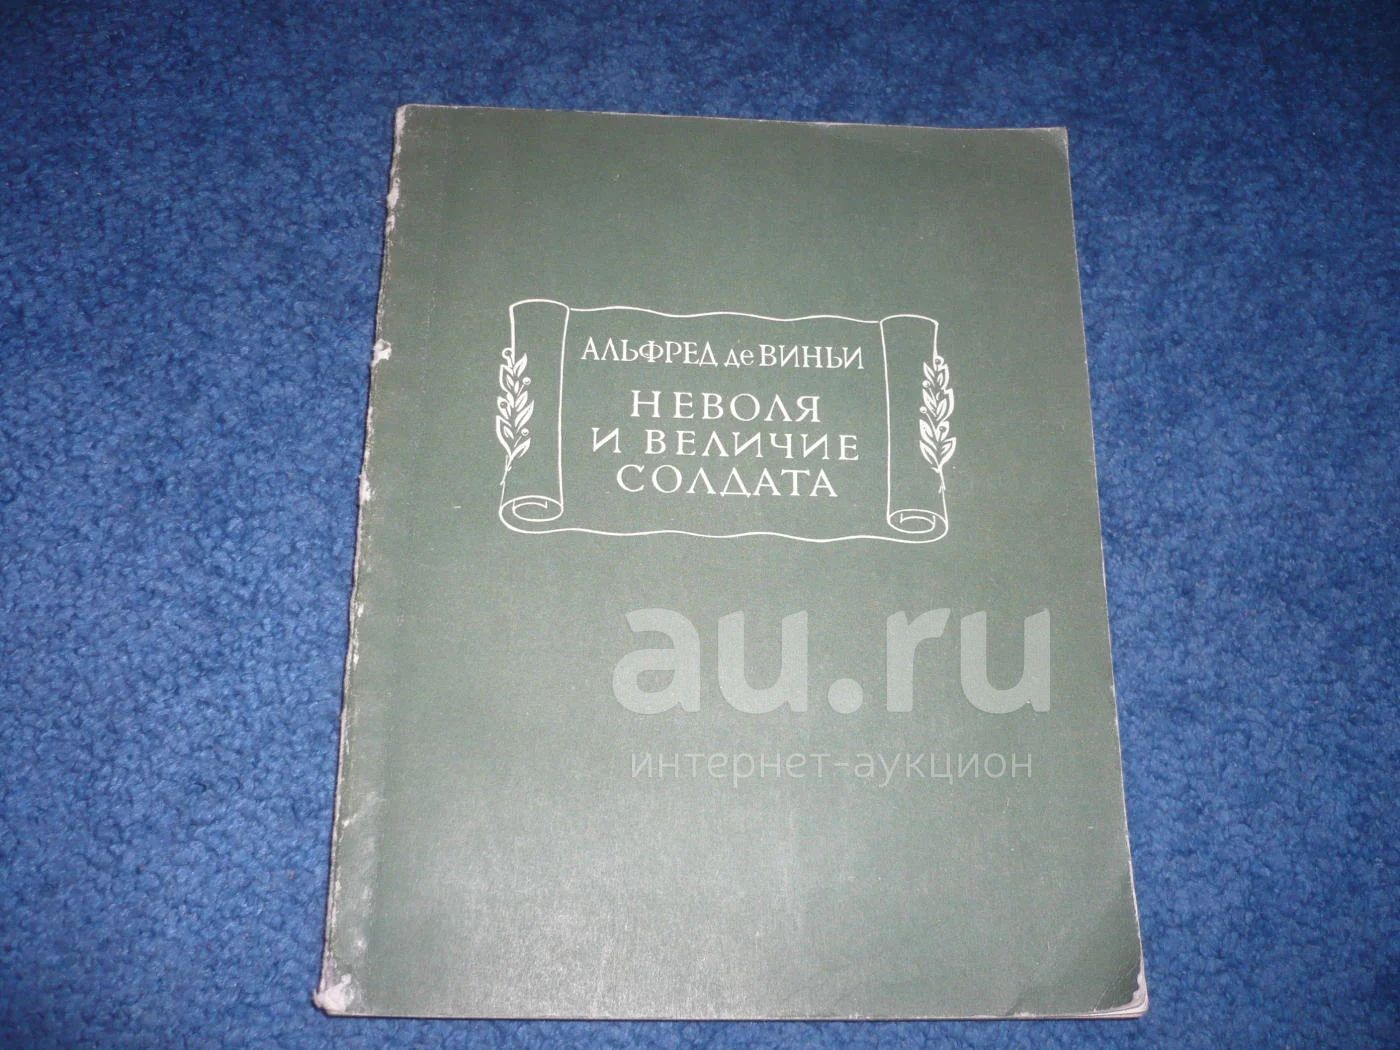 АЛЬФРЕД де ВИНЬИ
НЕВОЛЯ
И ВЕЛИЧИЕ
СОЛДАТА
au.ru
интернет-аукцион